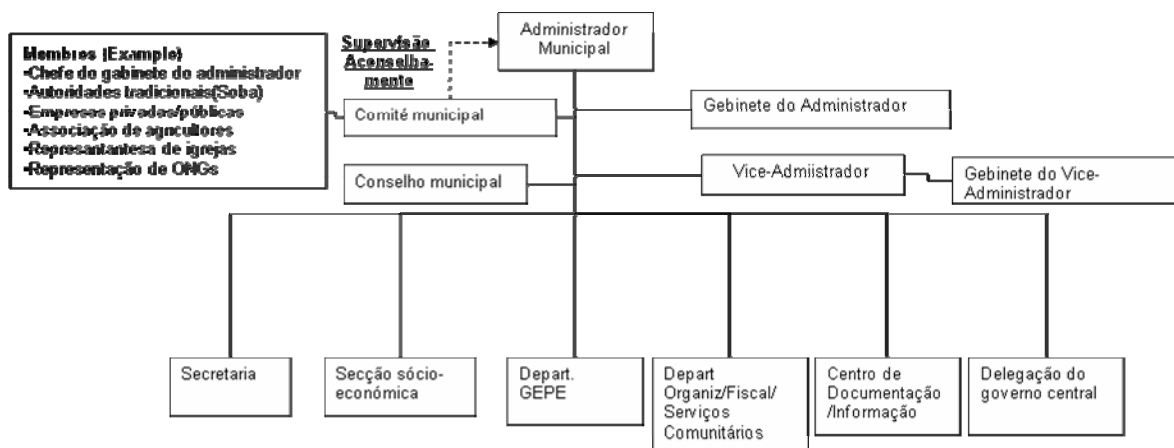 Administrador
Municipal
Supervisão
Aconselha-
mento
Membros (Example)
•Chefe do gabinete do administrador
•Autoridades tradicionais(Soba)
•Empresas privadas/públicas
•Associação de agricultores
•Represantantesa de igrejas
•Representação de ONGs
Comité municipal
Gebinete do Administrador
Conselho municipal
Vice-Admiistrador
Gebinete do Vice-
Administrador
Secretaria
Secção sócio-
económica
Depart.
GEPE
Depart
Organiz/Fiscal/
Serviços
Comunitários
Centro de
Documentação
/Informação
Delegação do
governo central